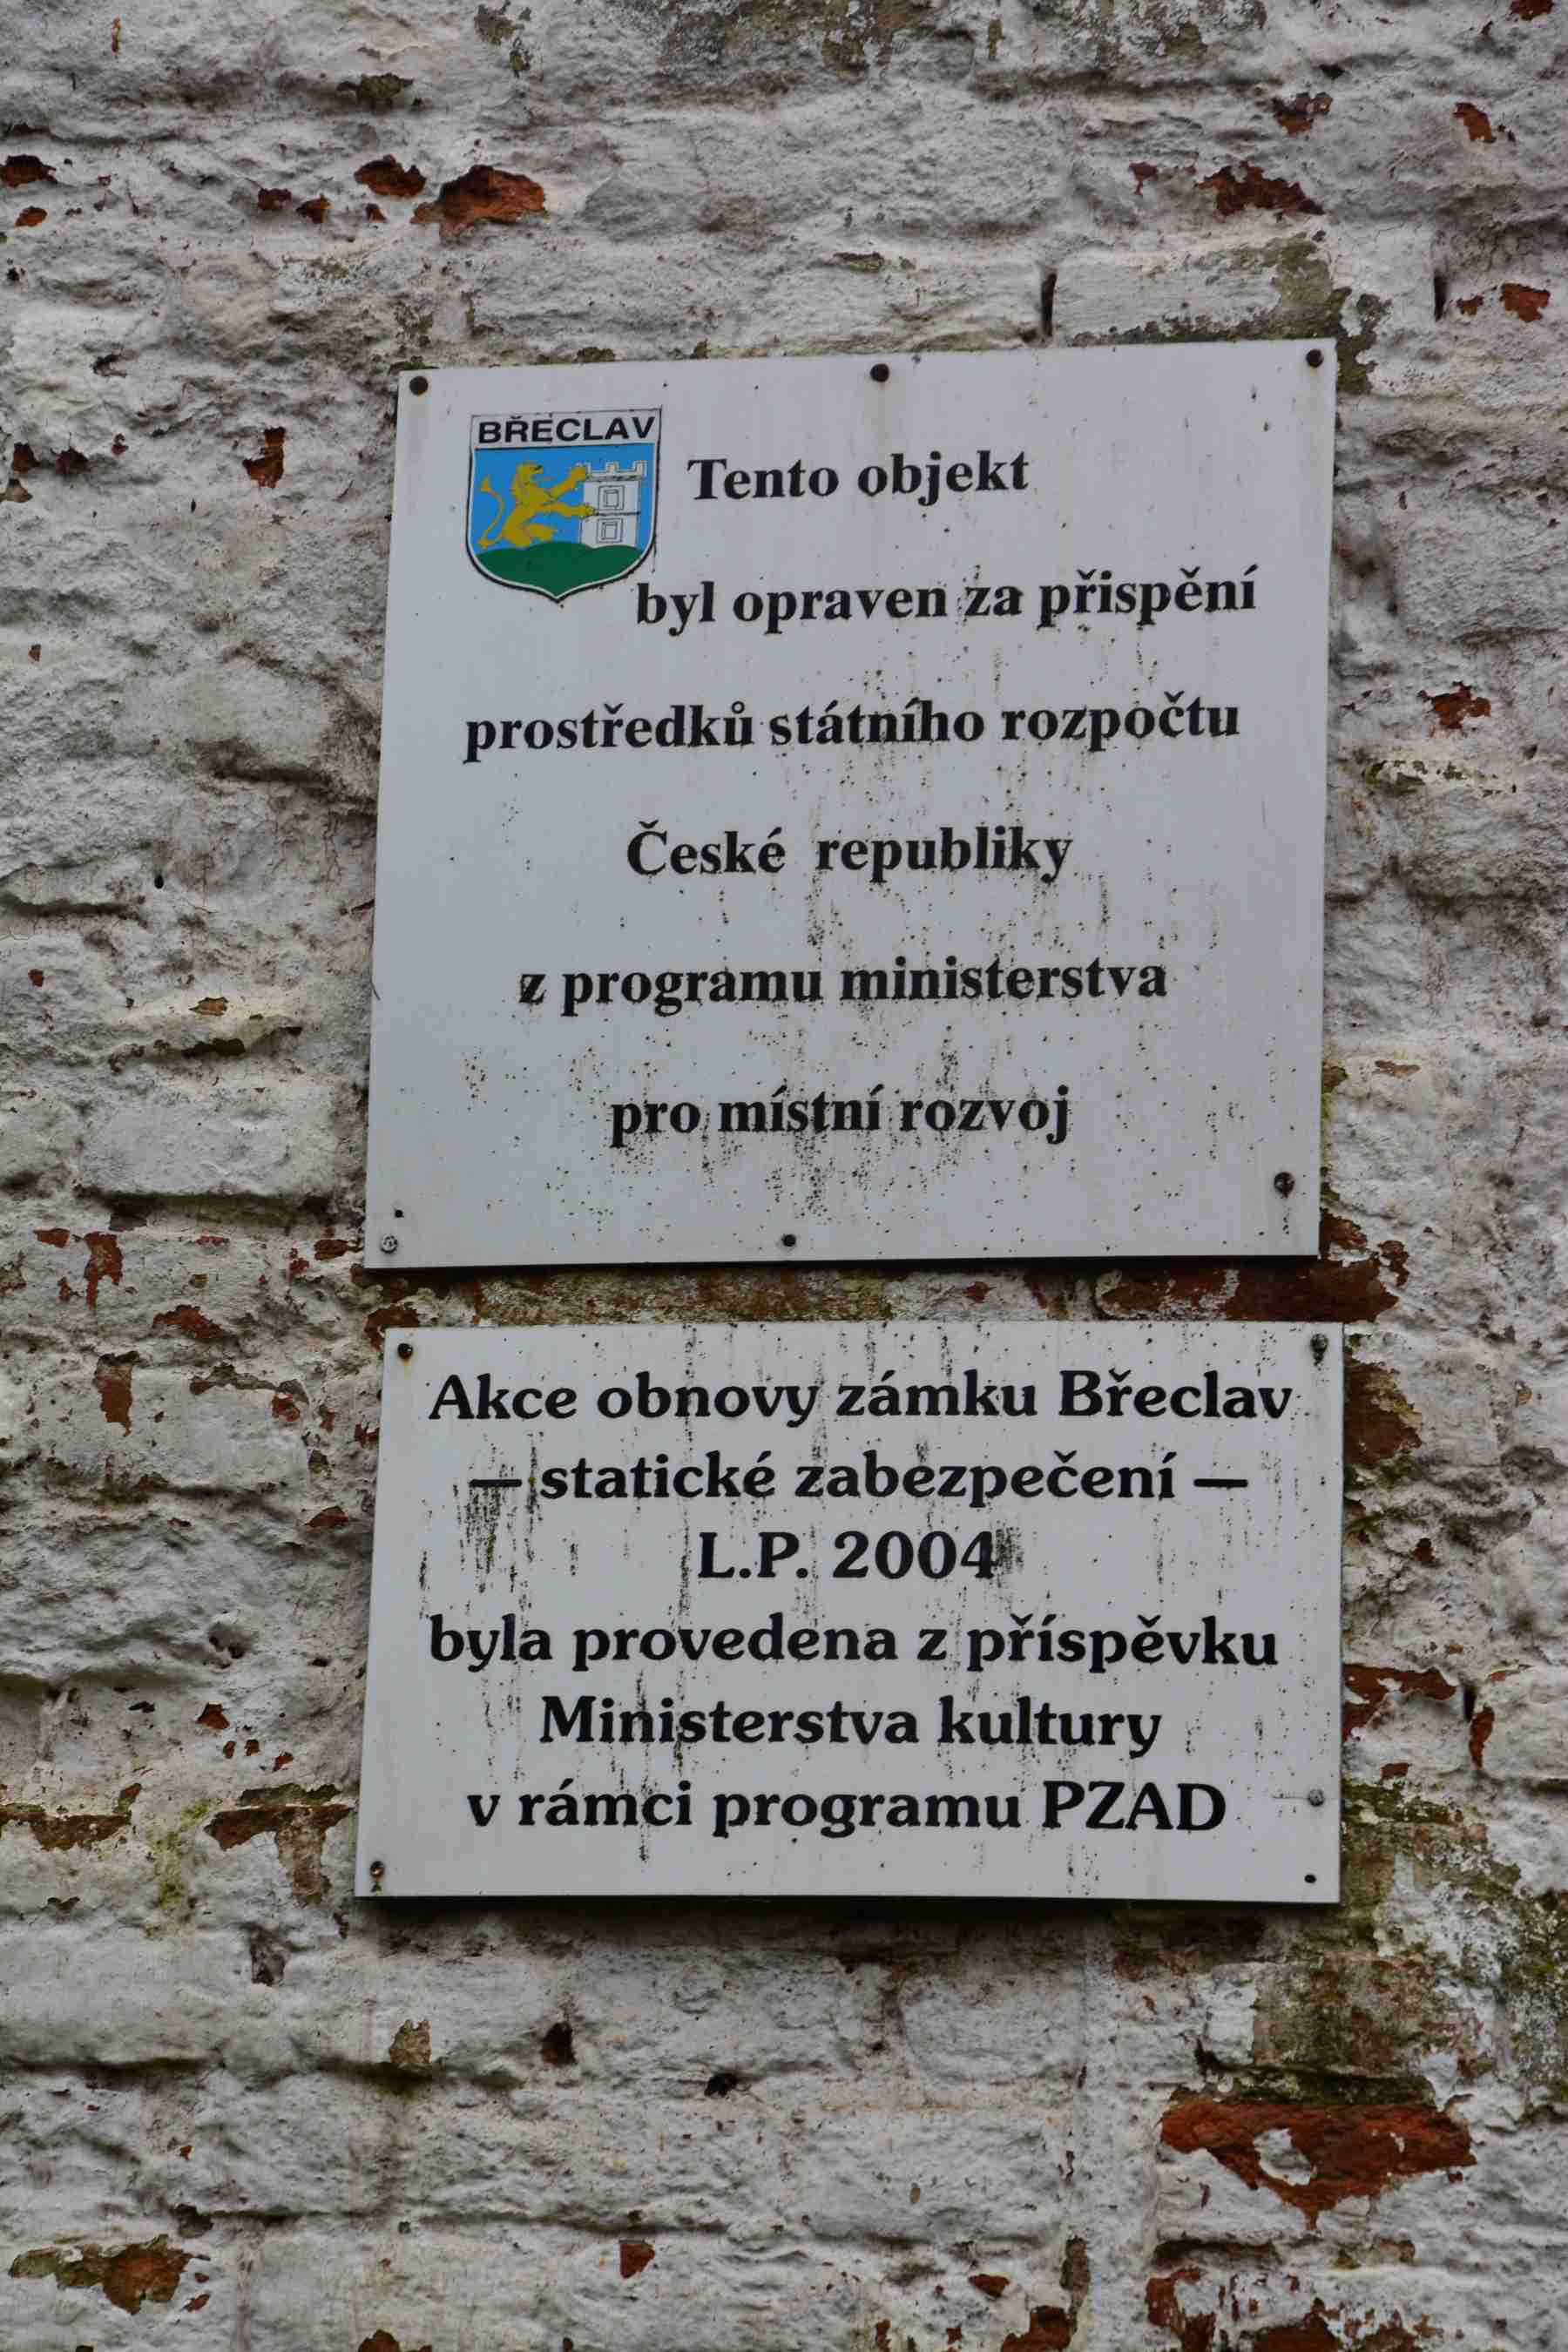 BŘECLAV
Tento objekt
byl opraven za přispění
prostředků státního rozpočtu
České republiky
z programu ministerstva
pro místní rozvoj
Akce obnovy zámku Břeclav
— statické zabezpečení —
L.P. 2004
byla provedena z příspěvku
Ministerstva kultury
v rámci programu PZAD